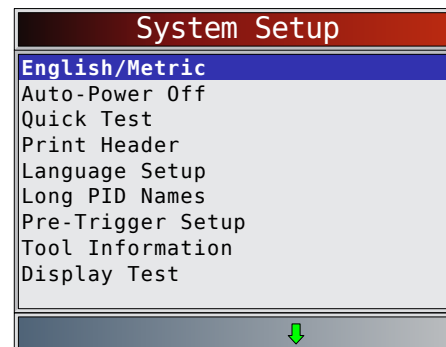 System Setup
English/Metric
Auto-Power Off
Quick Test
Print Header
Language Setup
Long PID Names
Pre-Trigger Setup
Tool Information
Display Test